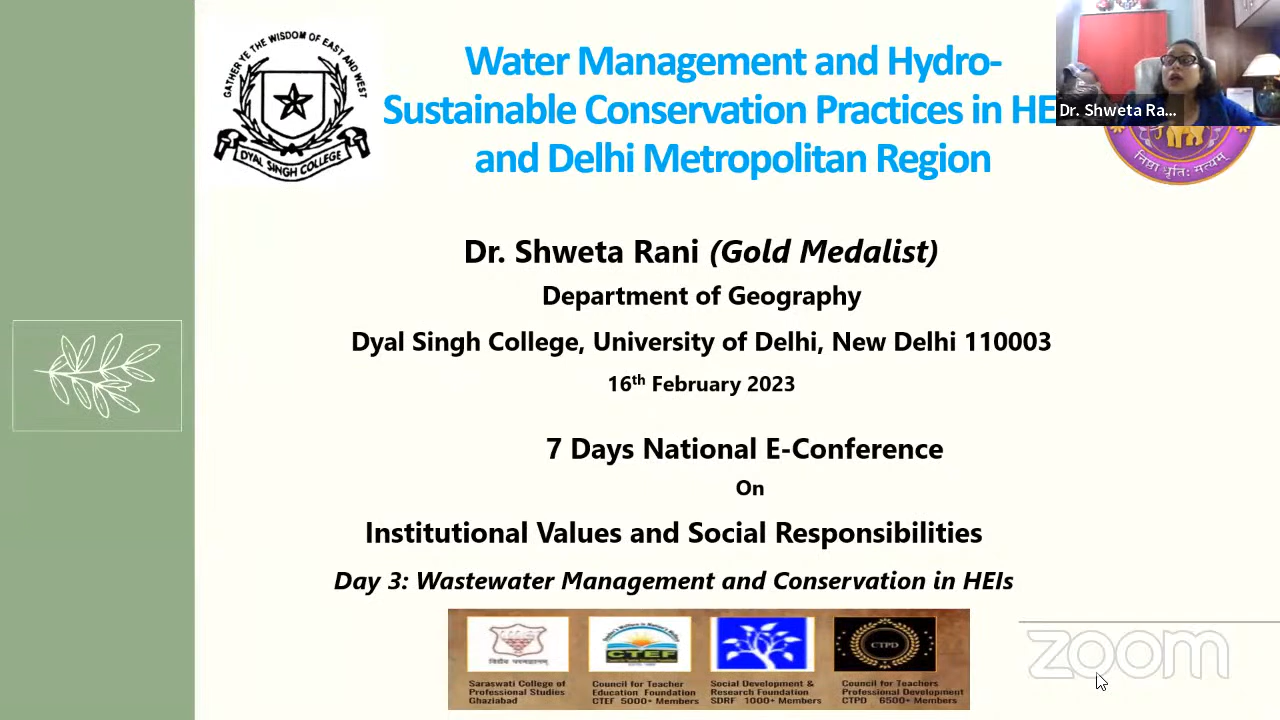 GATHER YE THE WISDOM OF EAST AND WEST
DYAL SINGH COLLEGE
Water Management and Hydro-
Sustainable Conservation Practices in HE
and Delhi Metropolitan Region
Dr. Shweta Ra...
निष्ठा धृति: सत्यम्
Dr. Shweta Rani (Gold Medalist)
Department of Geography
Dyal Singh College, University of Delhi, New Delhi 110003
16th February 2023
7 Days National E-Conference
On
Institutional Values and Social Responsibilities
Day 3: Wastewater Management and Conservation in HEIs
CTEF
CTPD
Saraswati College of
Professional Studies
Ghaziabad
Council for Teacher
Education Foundation
CTEF 5000+ Members
Social Development &
Research Foundation
SDRF 1000+ Members
Council for Teachers
Professional Development
CTPD 6500+ Members
zoom